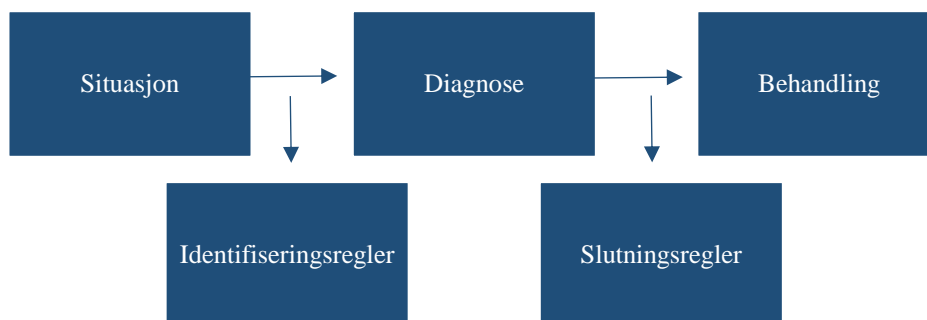 Situasjon
Diagnose
Behandling
Identifiseringsregler
Slutningsregler